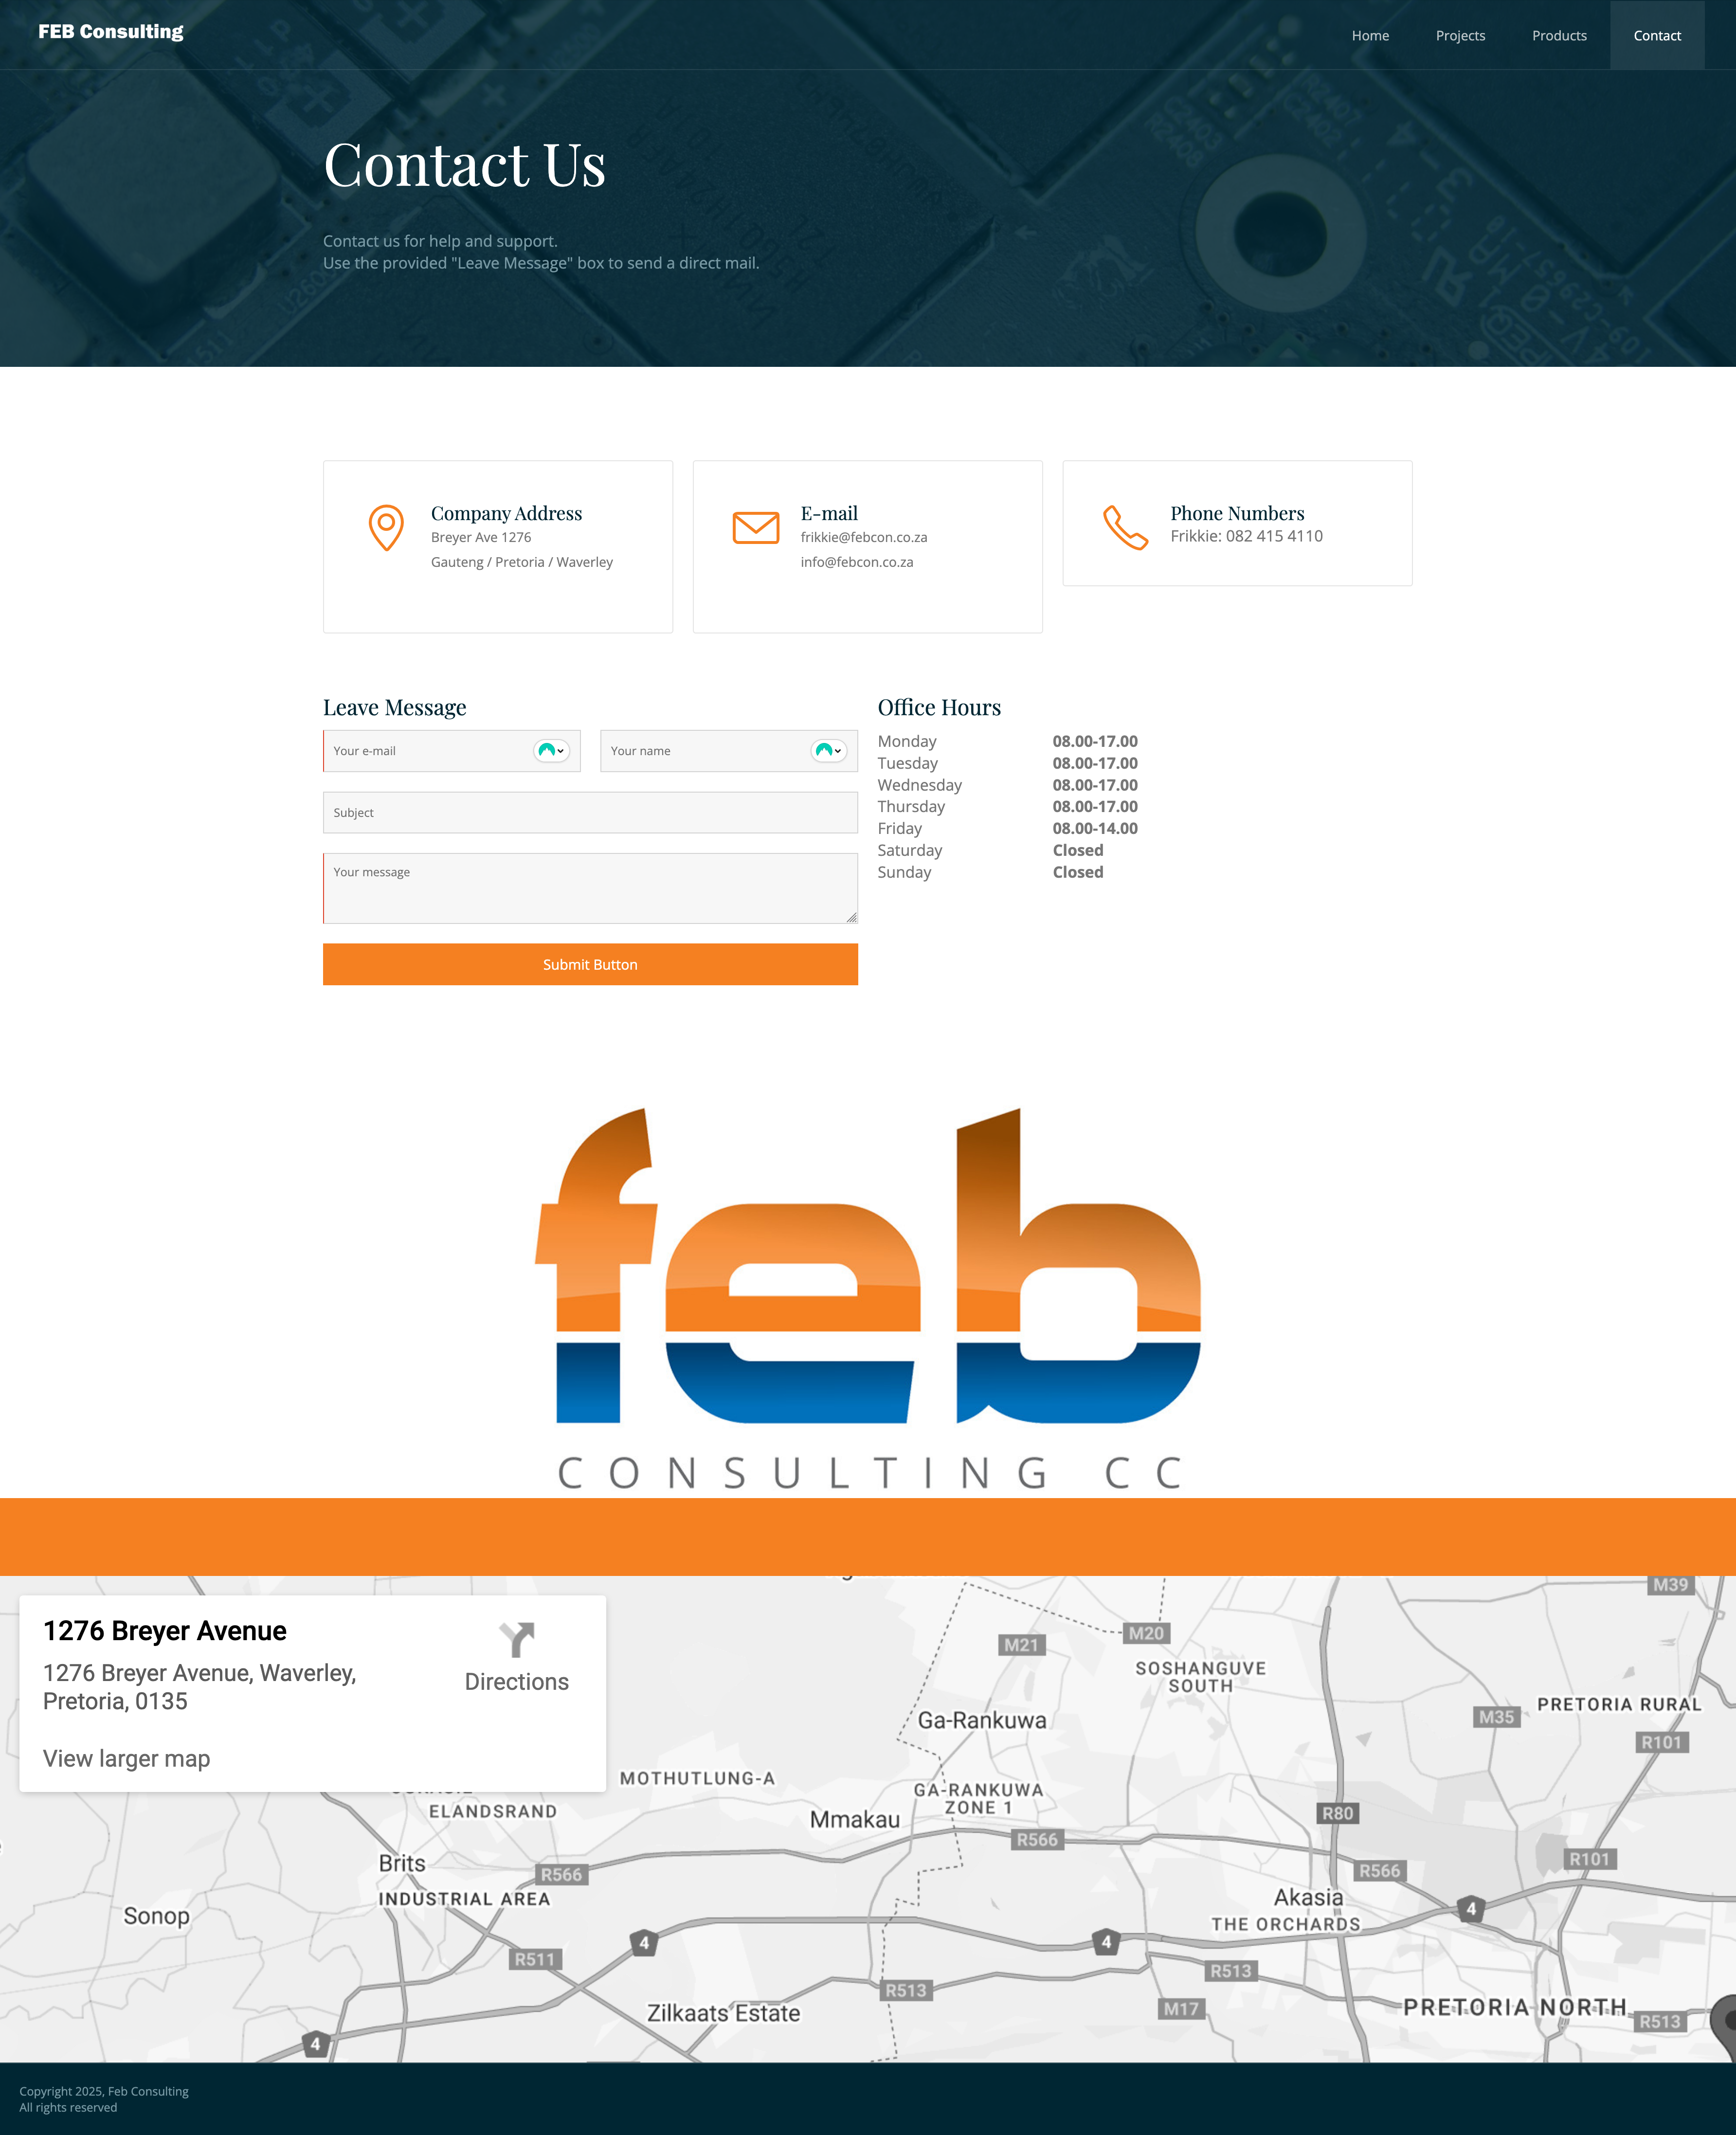 FEB Consulting
Home Projects Products Contact
Contact Us
Contact us for help and support.
Use the provided "Leave Message" box to send a direct mail.
Company Address
Breyer Ave 1276
Gauteng / Pretoria / Waverley
E-mail
frikkie@febcon.co.za
info@febcon.co.za
Phone Numbers
Frikkie: 082 415 4110
Leave Message
Your e-mail
Your name
Subject
Your message
Submit Button
Office Hours
Monday 08.00-17.00
Tuesday 08.00-17.00
Wednesday 08.00-17.00
Thursday 08.00-17.00
Friday 08.00-14.00
Saturday Closed
Sunday Closed
feb
CONSULTING CC
1276 Breyer Avenue
1276 Breyer Avenue, Waverley,
Pretoria, 0135
Directions
View larger map
M39
M20
M21
SOSHANGUVE
SOUTH
PRETORIA RURAL
M35
Ga-Rankuwa
R101
MOTHUTLUNG-A
GA-RANKUWA
ZONE 1
ELANDSRAND
Mmakau
R80
R566
Brits
R566
R566
R101
INDUSTRIAL AREA
Akasia
4
Sonop
THE ORCHARDS
4
4
R511
R513
R513
M17
PRETORIA NORTH
Zilkaats Estate
R513
4
Copyright 2025, Feb Consulting
All rights reserved